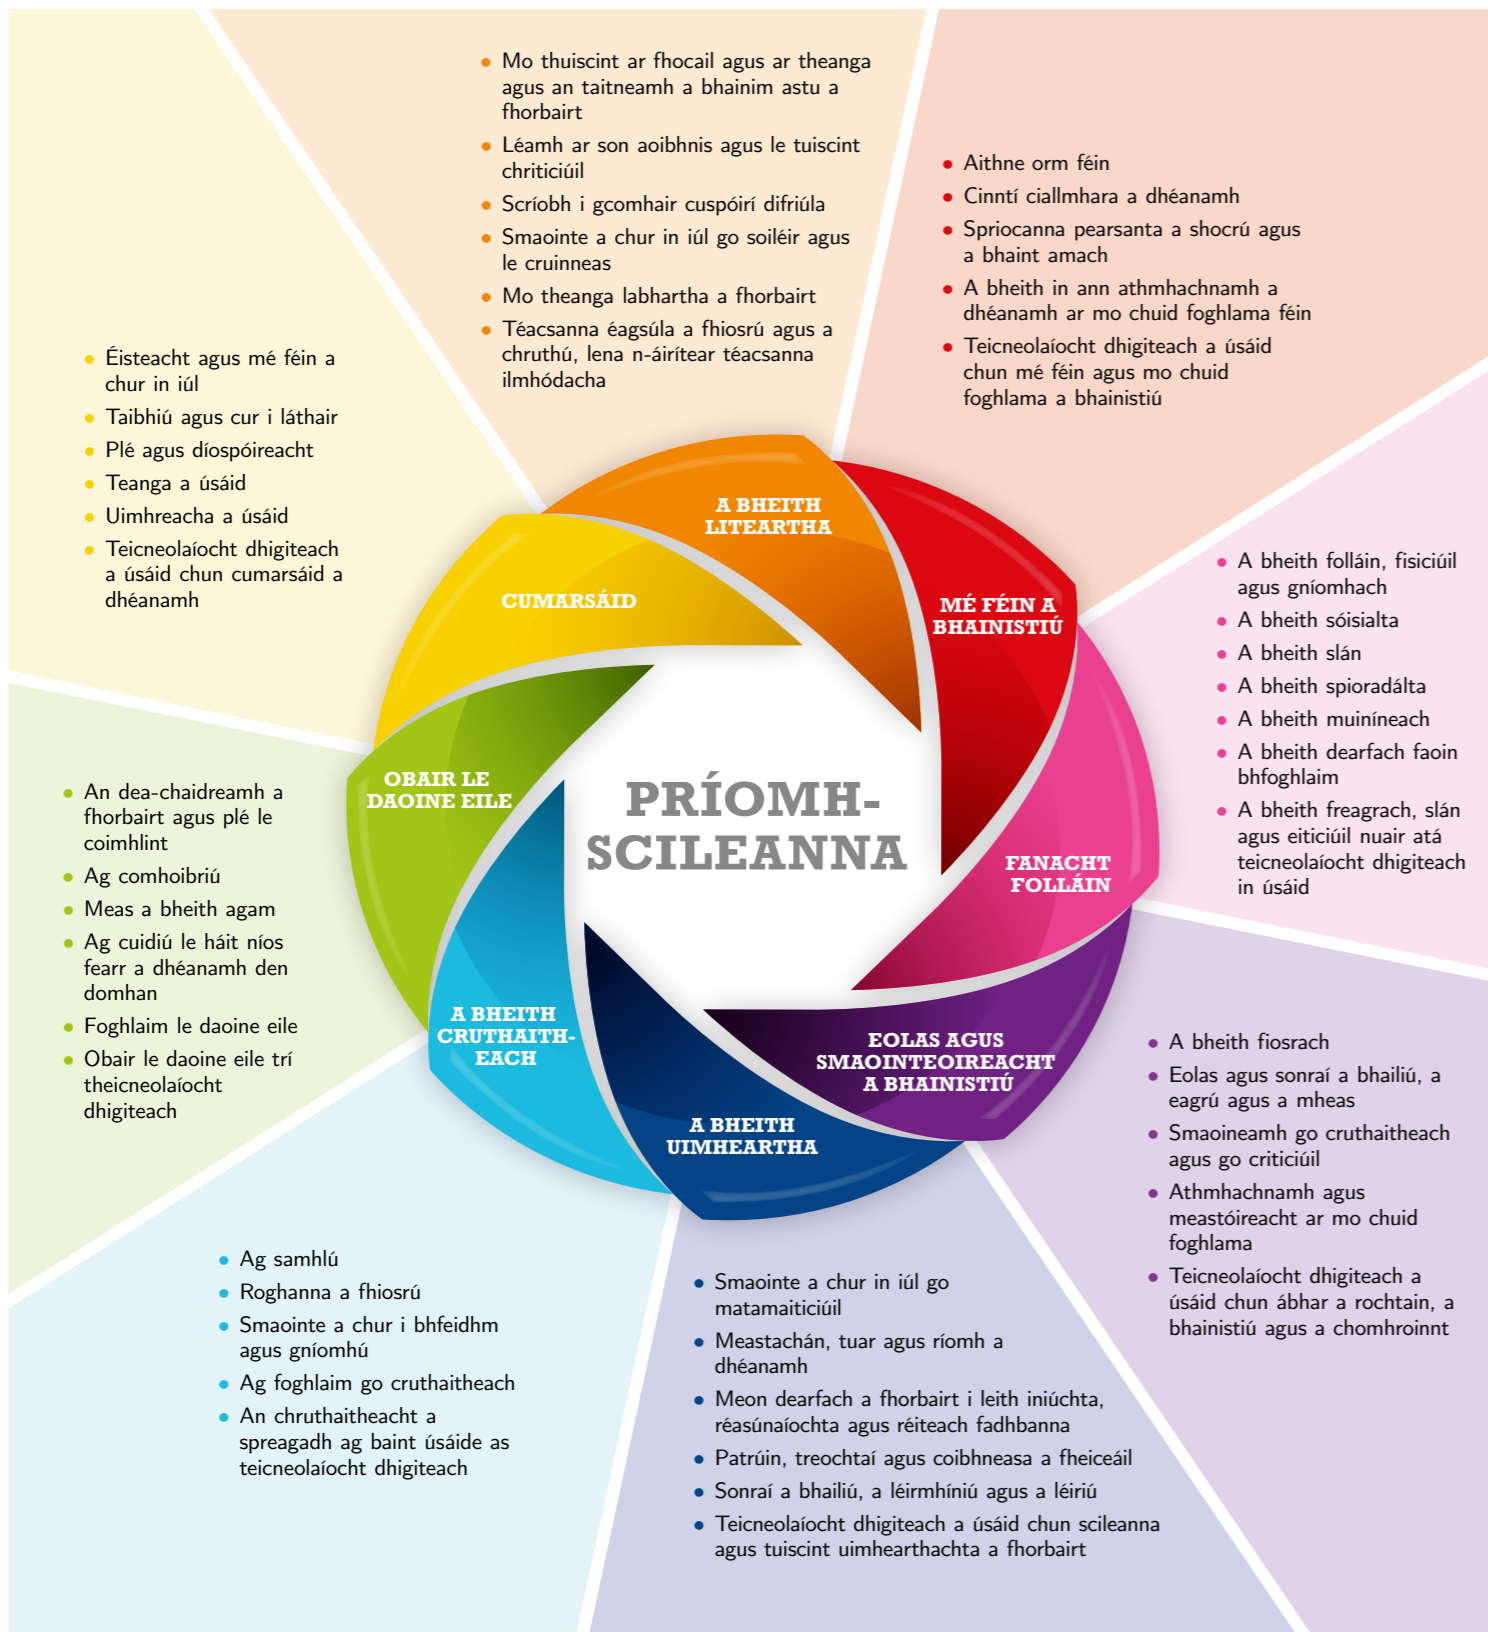 Mo thuiscint ar fhocail agus ar theanga
agus an taitneamh a bhainim astu a
fhorbairt
Léamh ar son aoibhnis agus le tuiscint
chriticiúil
Scríobh i gcomhair cuspóirí difriúla
Smaointe a chur in iúl go soiléir agus
le cruinneas
Mo theanga labhartha a fhorbairt
Téacsanna éagsúla a fhiosrú agus a
chruthú, lena n-áirítear téacsanna
ilmhódacha
Aithne orm féin
Cinntí ciallmhara a dhéanamh
Spriocanna pearsanta a shocrú agus
a bhaint amach
A bheith in ann athmhachnamh a
dhéanamh ar mo chuid foghlama féin
Teicneolaíocht dhigiteach a úsáid
chun mé féin agus mo chuid
foghlama a bhainistiú
Éisteacht agus mé féin a
chur in iúl
Taibhiú agus cur i láthair
Plé agus díospóireacht
Teanga a úsáid
Uimhreacha a úsáid
Teicneolaíocht dhigiteach
a úsáid chun cumarsáid a
dhéanamh
A bheith folláin, fisiciúil
agus gníomhach
A bheith sóisialta
A bheith slán
A bheith spioradálta
A bheith muiníneach
A bheith dearfach faoin
bhfoghlaim
A bheith freagrach, slán
agus eiticiúil nuair atá
teicneolaíocht dhigiteach
in úsáid
A BHEITH
LITEARTHA
MÉ FÉIN A
BHAINISTIÚ
CUMARSÁID
OBAIR LE
DAOINE EILE
PRÍOMH-
SCILEANNA
FANACHT
FOLLÁIN
A BHEITH
CRUTHAITH-
EACH
EOLAS AGUS
SMAOINTEOIREACHT
A BHAINISTIÚ
A BHEITH
UIMHEARTHA
An dea-chaidreamh a
fhorbairt agus plé le
coimhlint
Ag comhoibriú
Meas a bheith agam
Ag cuidiú le háit níos
fearr a dhéanamh den
domhan
Foghlaim le daoine eile
Obair le daoine eile trí
theicneolaíocht
dhigiteach
A bheith fiosrach
Eolas agus sonraí a bhailiú, a
eagrú agus a mheas
Smaoineamh go cruthaitheach
agus go criticiúil
Athmhachnamh agus
meastóireacht ar mo chuid
foghlama
Teicneolaíocht dhigiteach a
úsáid chun ábhar a rochtain, a
bhainistiú agus a chomhroinnt
Ag samhlú
Roghanna a fhiosrú
Smaointe a chur i bhfeidhm
agus gníomhú
Ag foghlaim go cruthaitheach
An chruthaitheacht a
spreagadh ag baint úsáide as
teicneolaíocht dhigiteach
Smaointe a chur in iúl go
matamaiticiúil
Meastachán, tuar agus ríomh a
dhéanamh
Meon dearfach a fhorbairt i leith iniúchta,
réasúnaíochta agus réiteach fadhbanna
Patrúin, treochtaí agus coibhneasa a fheiceáil
Sonraí a bhailiú, a léirmhíniú agus a léiriú
Teicneolaíocht dhigiteach a úsáid chun scileanna
agus tuiscint uimhearthachta a fhorbairt